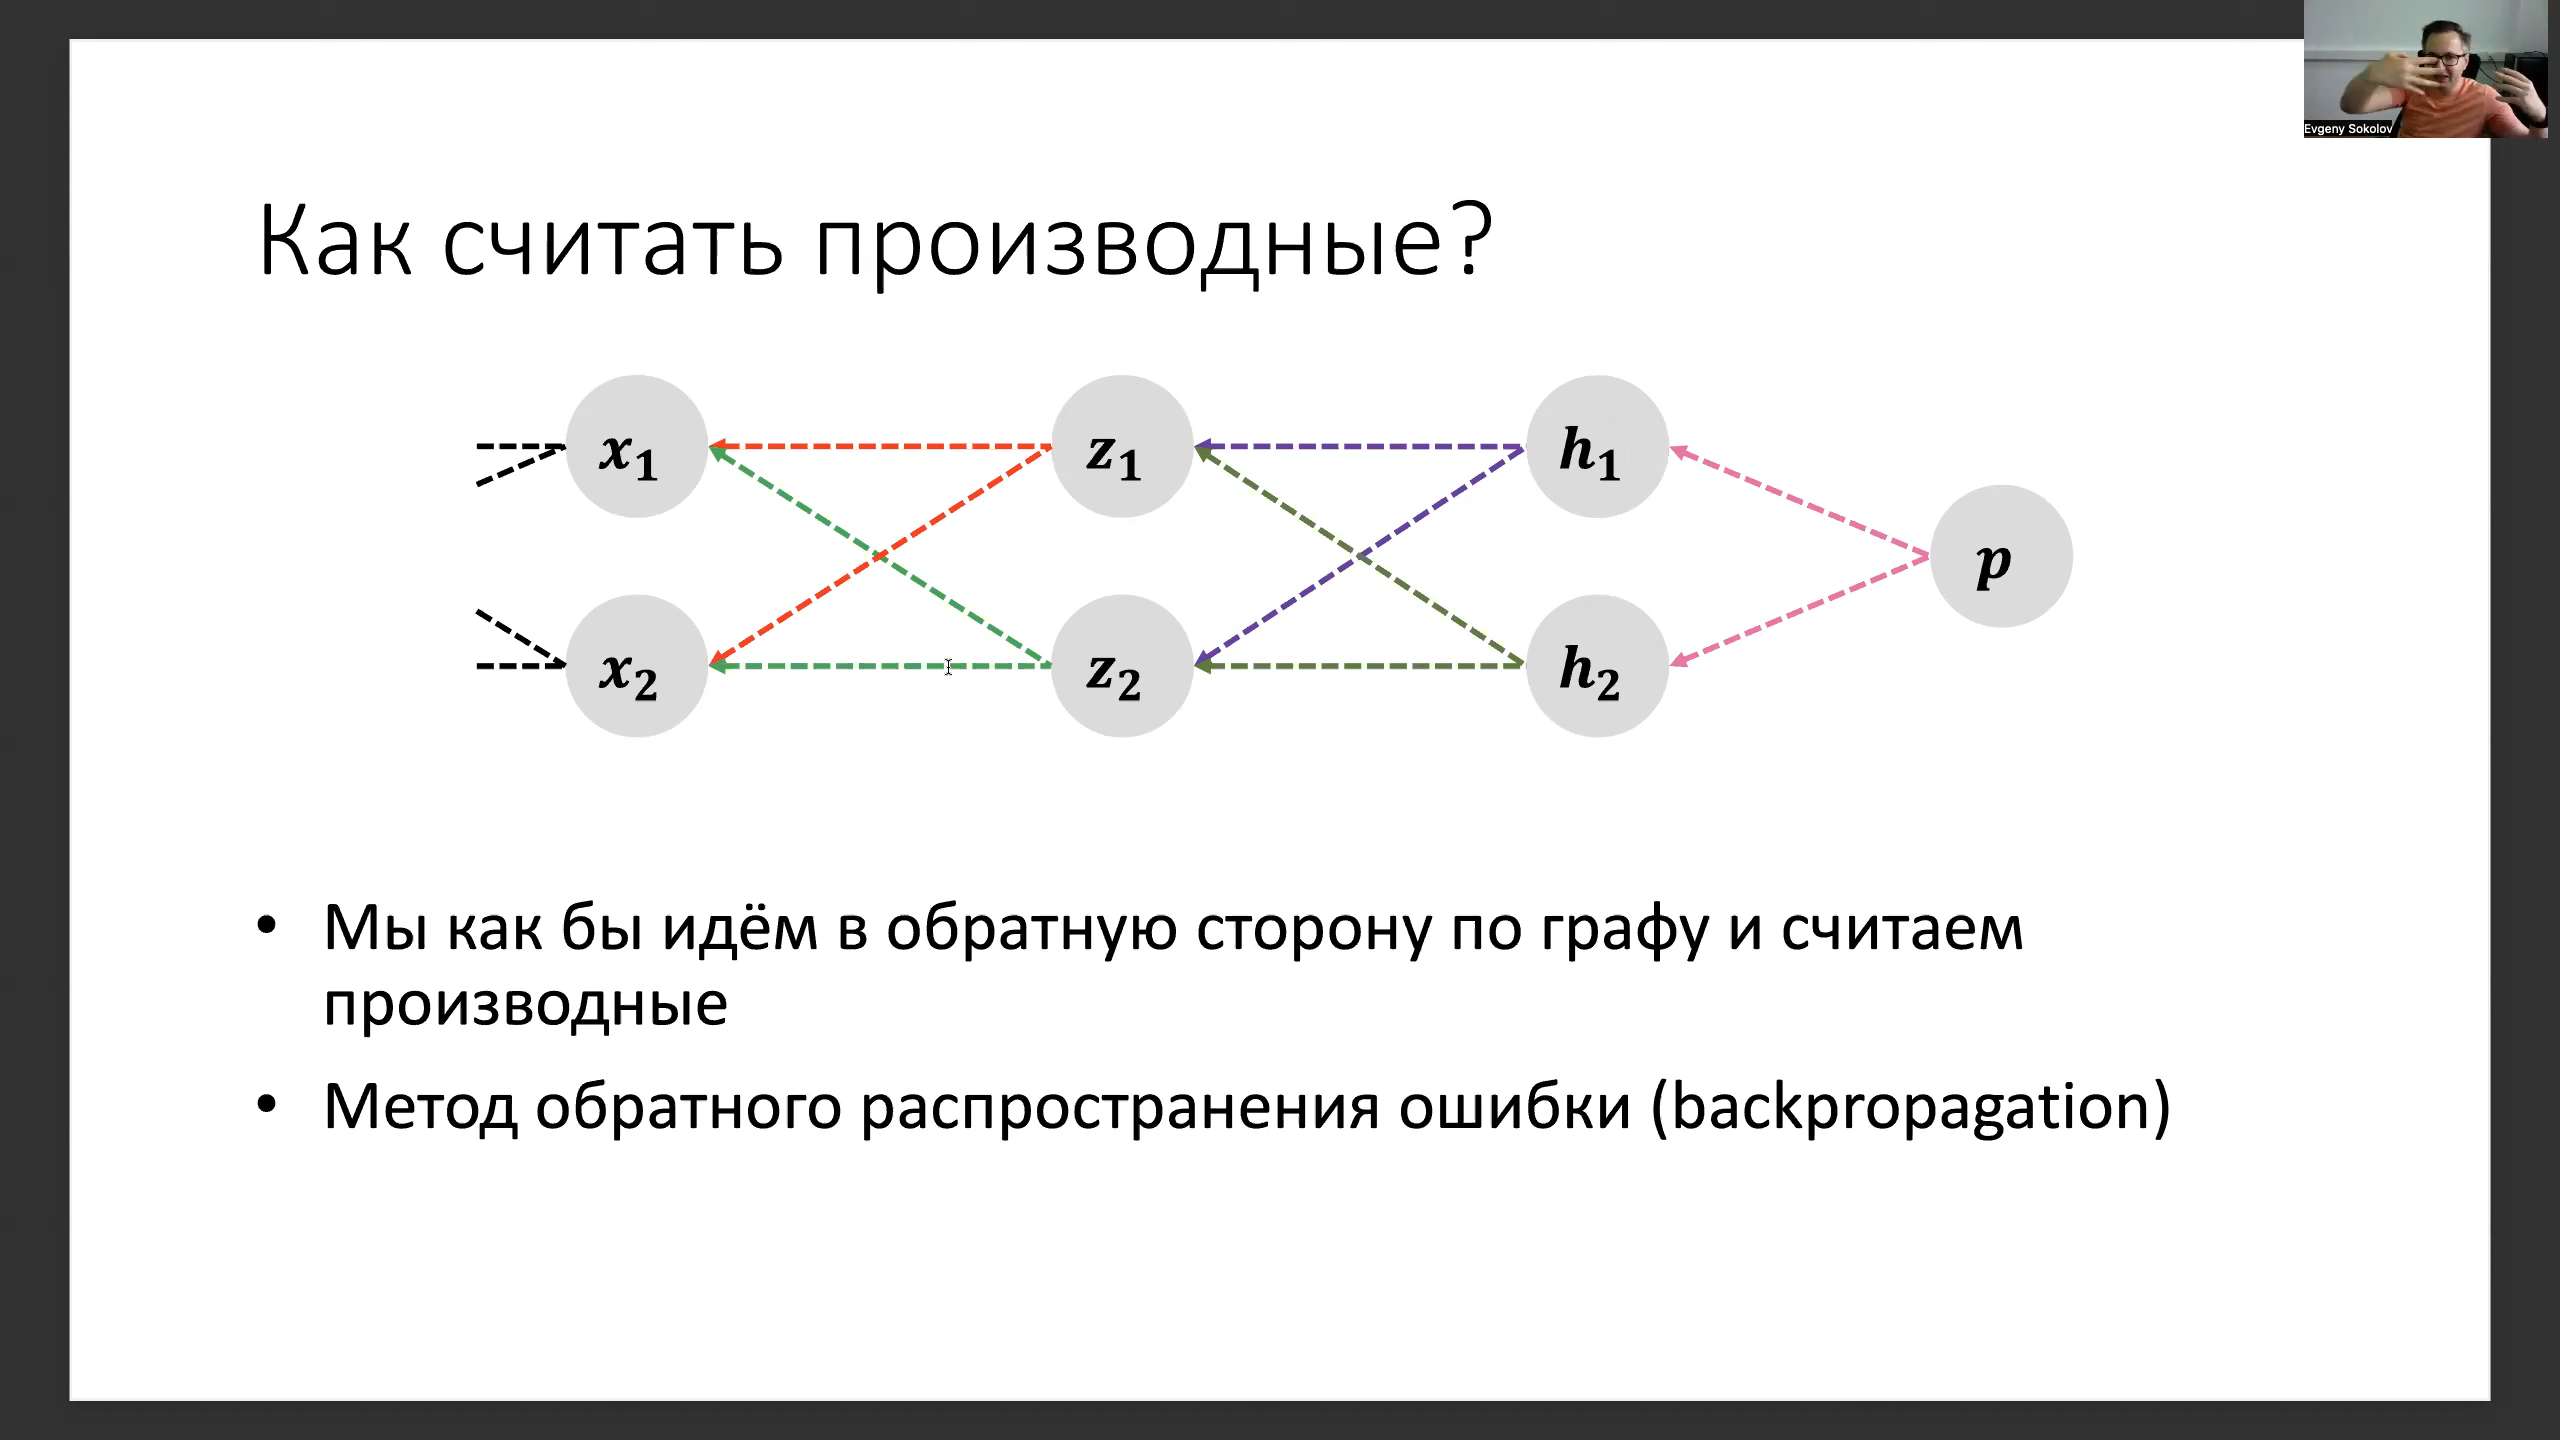 Evgeny Sokolov
Как считать производные?
x₁ z₁ h₁
p
x₂ z₂ h₂
• Мы как бы идём в обратную сторону по графу и считаем
производные
• Метод обратного распространения ошибки (backpropagation)